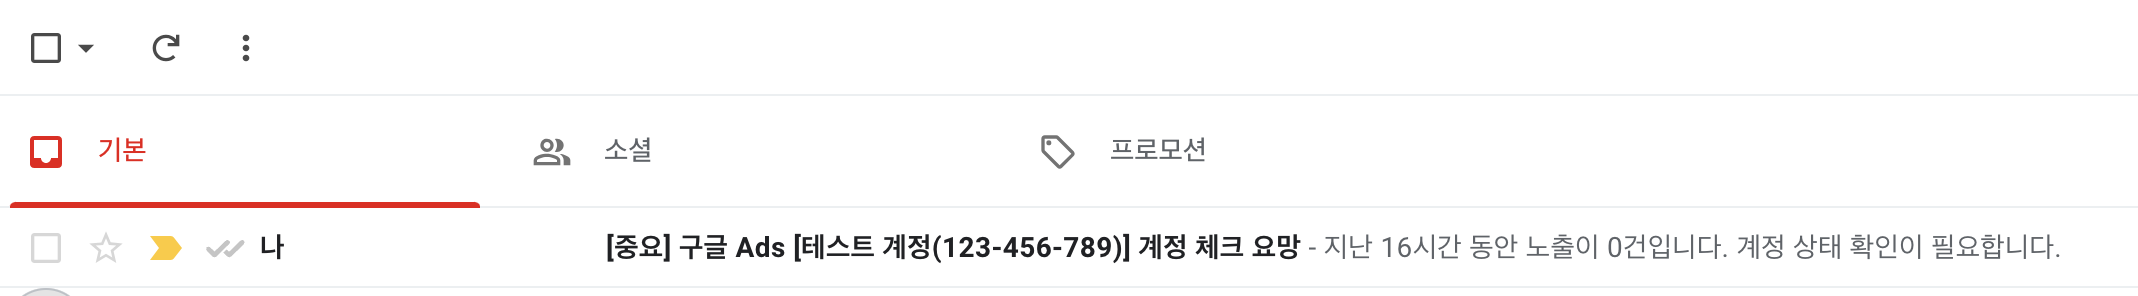 기본
소셜
프로모션
나
[중요] 구글 Ads [테스트 계정(123-456-789)] 계정 체크 요망 - 지난 16시간 동안 노출이 0건입니다. 계정 상태 확인이 필요합니다.